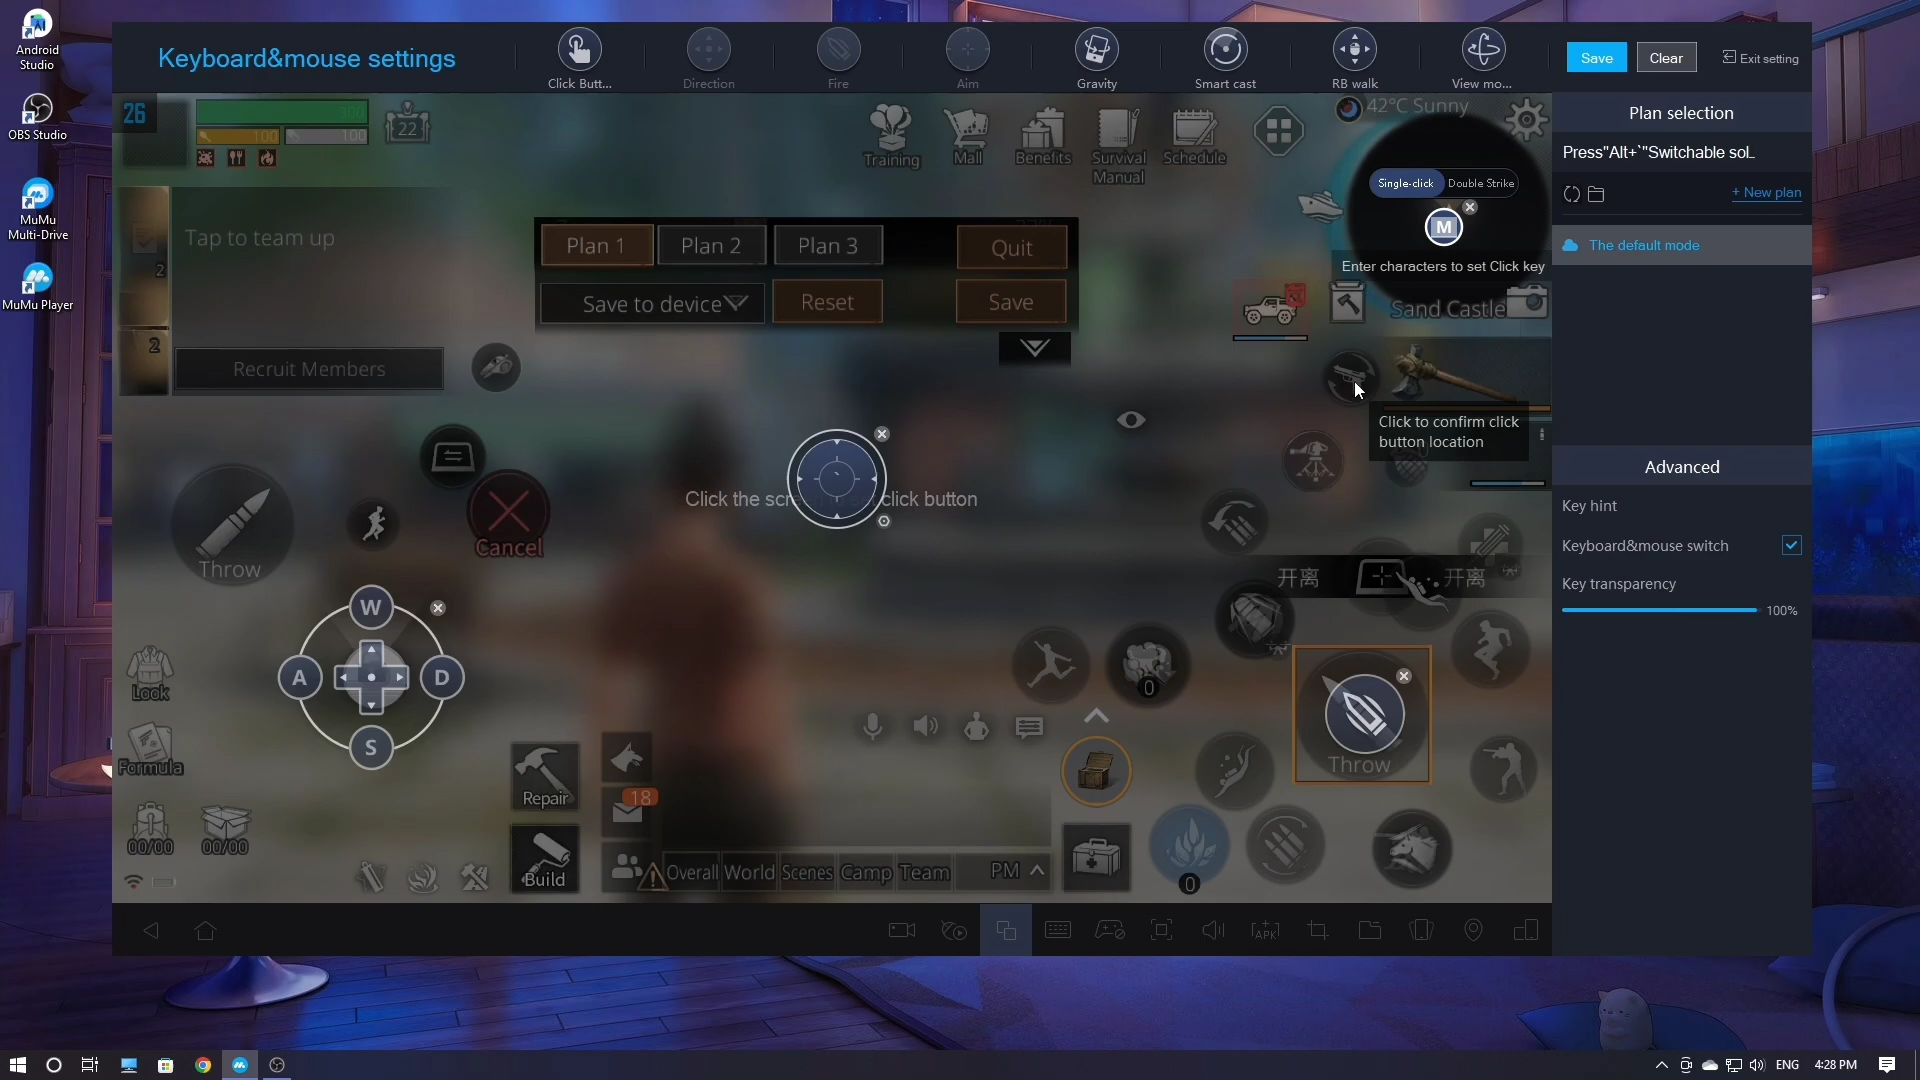 Android
Studio
OBS Studio
MuMu
Multi-Drive
MuMu Player
Keyboard&mouse settings
Click Butt...
Direction
Fire
Aim
Gravity
Smart cast
RB walk
View mo...
Save
Clear
Exit setting
26
300
100
100
22
Training
Mall
Benefits
Survival
Manual
Schedule
42°C Sunny
Single-click
Double Strike
M
Enter characters to set Click key
Sand Castle
2
2
Tap to team up
Recruit Members
Plan 1
Plan 2
Plan 3
Quit
Save to device
Reset
Save
Click to confirm click
button location
Throw
Cancel
开离
开离
W
A
D
S
Look
Formula
00/00
00/00
Repair
Build
18
0
Throw
0
Overall
World
Scenes
Camp
Team
PM
APK
Plan selection
Press"Alt+`"Switchable sol...
+ New plan
The default mode
Advanced
Key hint
Keyboard&mouse switch
Key transparency
100%
ENG
4:28 PM